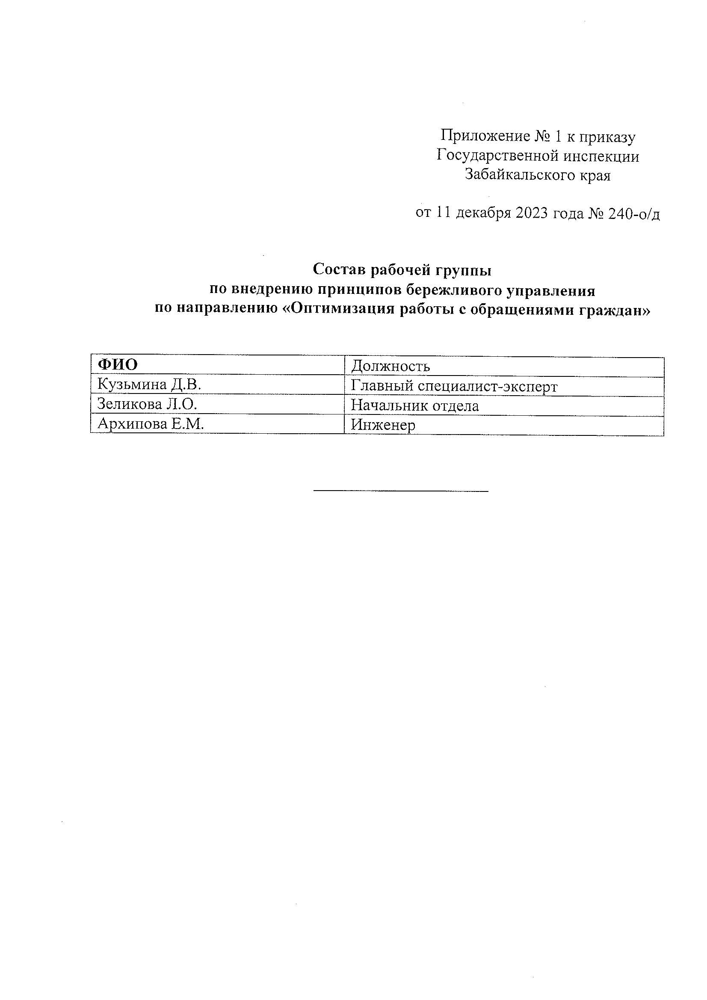 Приложение № 1 к приказу
Государственной инспекции
Забайкальского края
от 11 декабря 2023 года № 240-о/д
Состав рабочей группы
по внедрению принципов бережливого управления
по направлению «Оптимизация работы с обращениями граждан»
ФИО Должность
Кузьмина Д.В. Главный специалист-эксперт
Зеликова Л.О. Начальник отдела
Архипова Е.М. Инженер